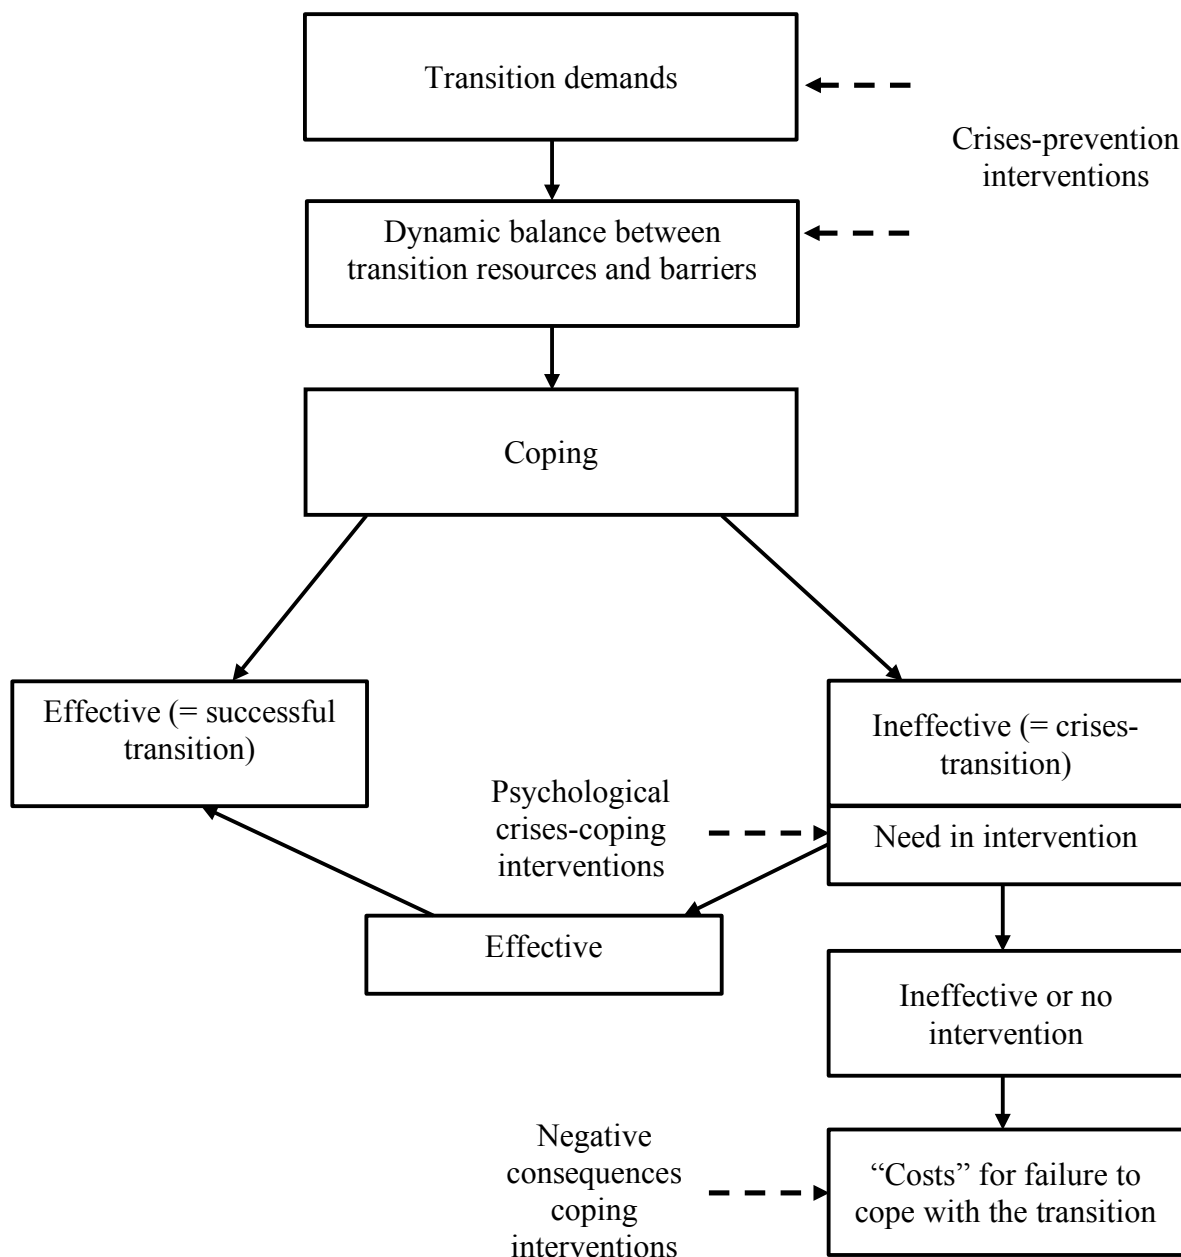 Transition demands
Crises-prevention
interventions
Dynamic balance between
transition resources and barriers
Coping
Effective (= successful
transition)
Ineffective (= crises-
transition)
Psychological
crises-coping
interventions
Need in intervention
Effective
Ineffective or no
intervention
Negative
consequences
coping
interventions
“Costs” for failure to
cope with the transition